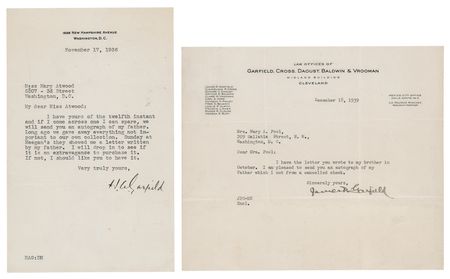 1828 NEW HAMPSHIRE AVENUE
WASHINGTON, D.C.
November 17, 1936
Miss Mary Atwood
Washington, D.C.
My dear Miss Atwood:
I have yours of the twelfth instant
and if I come across one I can spare, we
will send you an autograph of my father.
Long ago we gave away everything not im-
portant to our own collection. Sunday at
Keegan's they showed me a letter written
by my father. I will drop in to see if
it is an extravagance to purchase it.
If not, I should like you to have it.
Very truly yours,
HAG:EM
LAW OFFICES OF
GARFIELD, CROSS, DAOUST, BALDWIN & VROOMAN
MIDLAND BUILDING
CLEVELAND
December 18, 1939
Mrs. Mary A. Pool,
Washington, D. C.
Dear Mrs. Pool:
I have the letter you wrote to my brother in
October. I am pleased to send you an autograph of my
Father which I cut from a cancelled check.
Sincerely yours,
James R. Garfield
Encl.